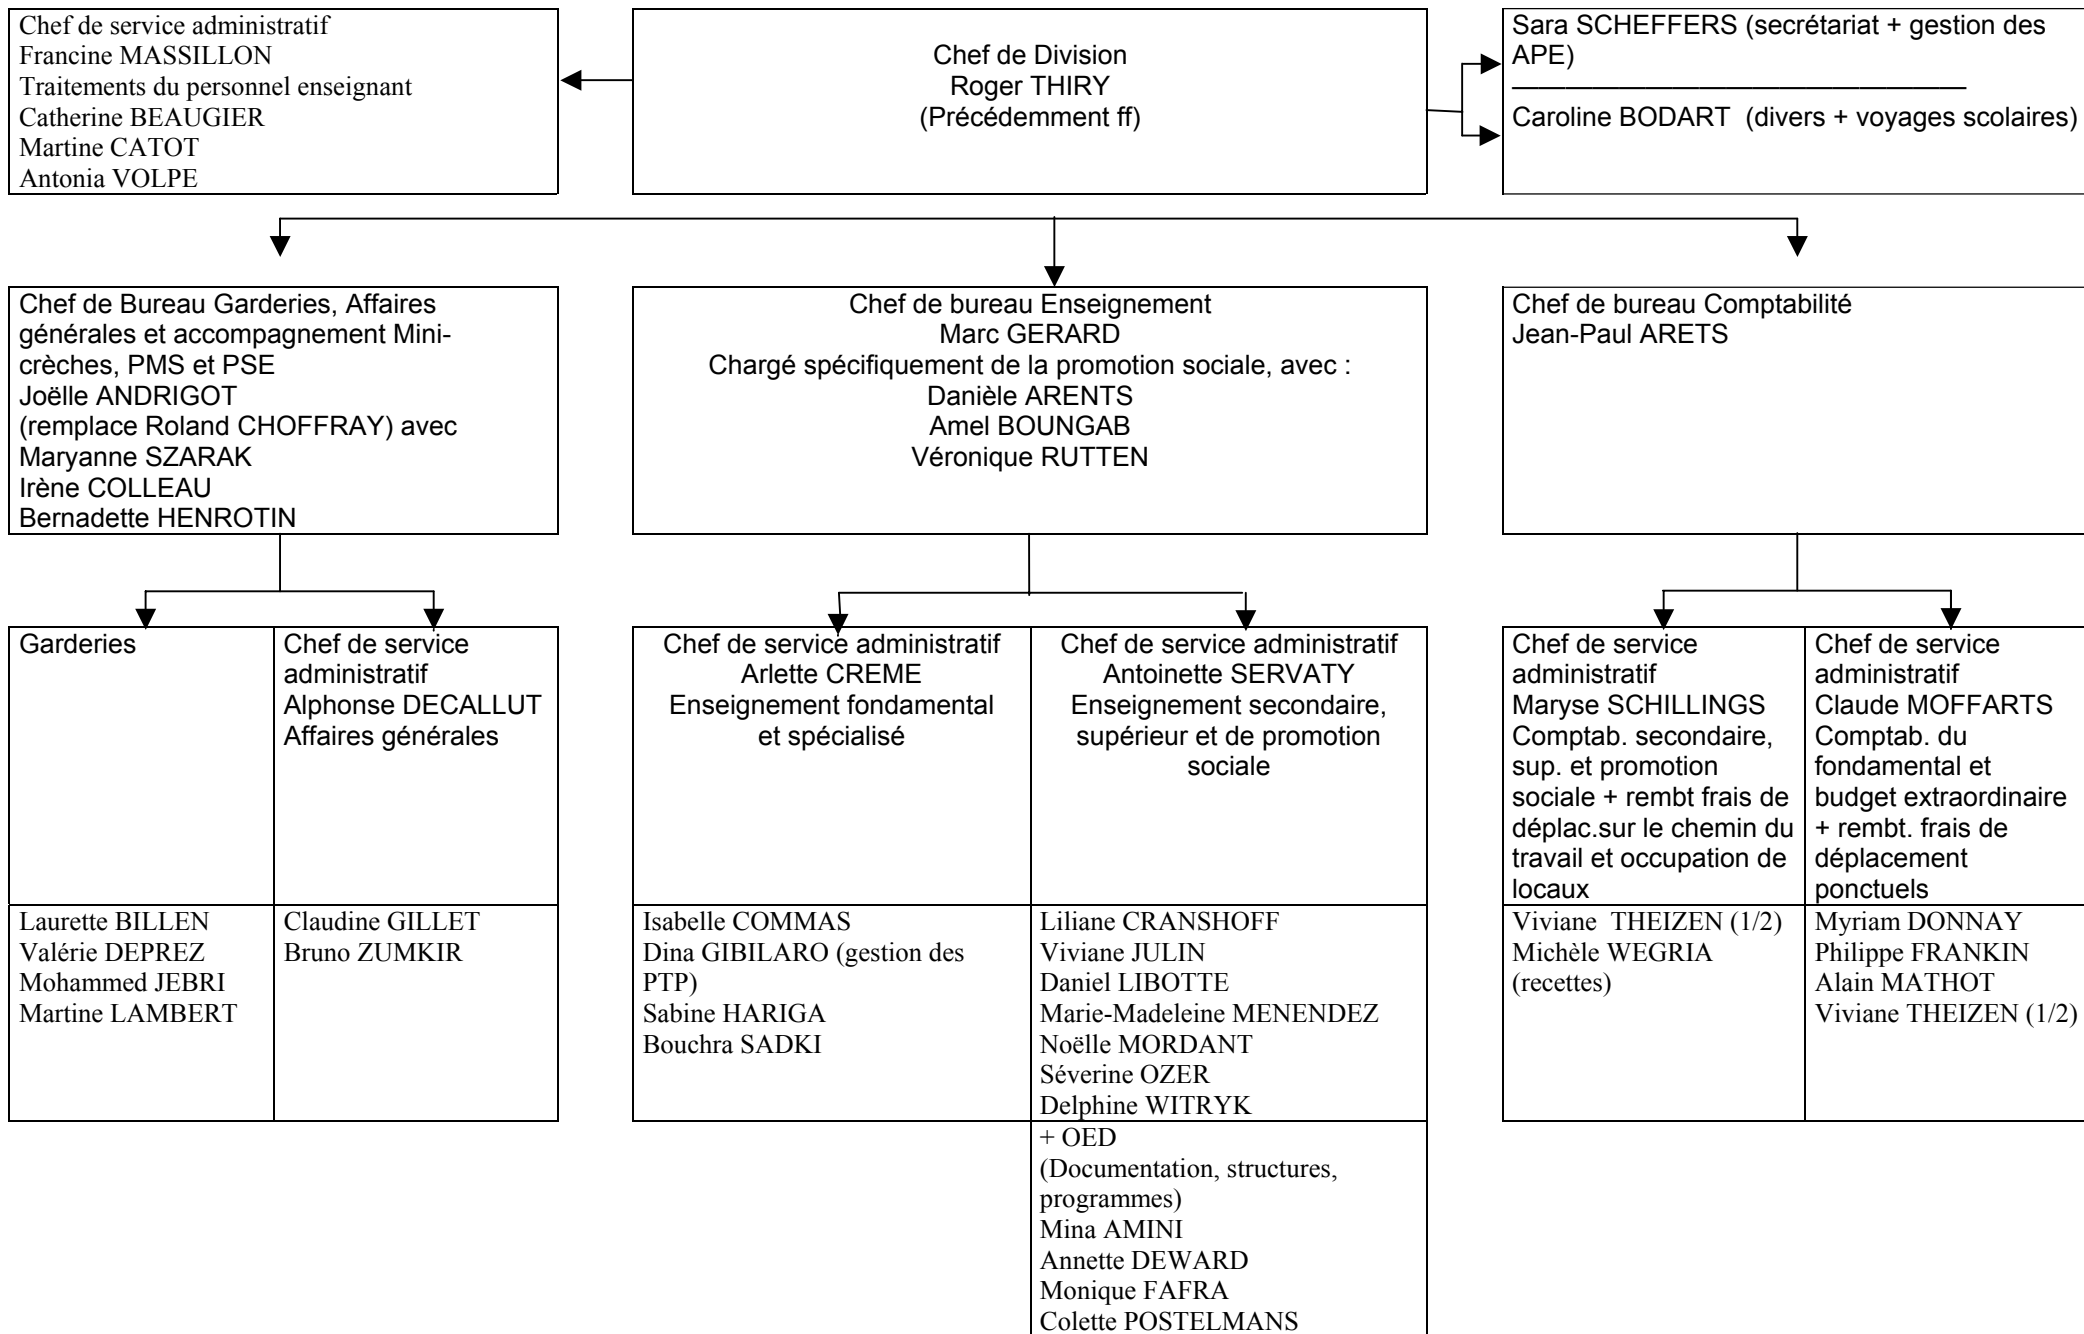 Chef de service administratif
Francine MASSILLON
Traitements du personnel enseignant
Catherine BEAUGIER
Martine CATOT
Antonia VOLPE
Chef de Division
Roger THIRY
(Précédemment ff)
Sara SCHEFFERS (secrétariat + gestion des
APE)
Caroline BODART  (divers + voyages scolaires)
Chef de Bureau Garderies, Affaires
générales et accompagnement Mini-
crèches, PMS et PSE
Joëlle ANDRIGOT
(remplace Roland CHOFFRAY) avec
Maryanne SZARAK
Irène COLLEAU
Bernadette HENROTIN
Chef de bureau Enseignement
Marc GERARD
Chargé spécifiquement de la promotion sociale, avec :
Danièle ARENTS
Amel BOUNGAB
Véronique RUTTEN
Chef de bureau Comptabilité
Jean-Paul ARETS
Garderies
Chef de service
administratif
Alphonse DECALLUT
Affaires générales
Chef de service administratif
Arlette CREME
Enseignement fondamental
et spécialisé
Chef de service administratif
Antoinette SERVATY
Enseignement secondaire,
supérieur et de promotion
sociale
Chef de service
administratif
Maryse SCHILLINGS
Comptab. secondaire,
sup. et promotion
sociale + rembt frais de
déplac.sur le chemin du
travail et occupation de
locaux
Chef de service
administratif
Claude MOFFARTS
Comptab. du
fondamental et
budget extraordinaire
+ rembt. frais de
déplacement
ponctuels
Laurette BILLEN
Valérie DEPREZ
Mohammed JEBRI
Martine LAMBERT
Claudine GILLET
Bruno ZUMKIR
Isabelle COMMAS
Dina GIBILARO (gestion des
PTP)
Sabine HARIGA
Bouchra SADKI
Liliane CRANSHOFF
Viviane JULIN
Daniel LIBOTTE
Marie-Madeleine MENENDEZ
Noëlle MORDANT
Séverine OZER
Delphine WITRYK
Viviane  THEIZEN (1/2)
Michèle WEGRIA
(recettes)
Myriam DONNAY
Philippe FRANKIN
Alain MATHOT
Viviane THEIZEN (1/2)
+ OED
(Documentation, structures,
programmes)
Mina AMINI
Annette DEWARD
Monique FAFRA
Colette POSTELMANS